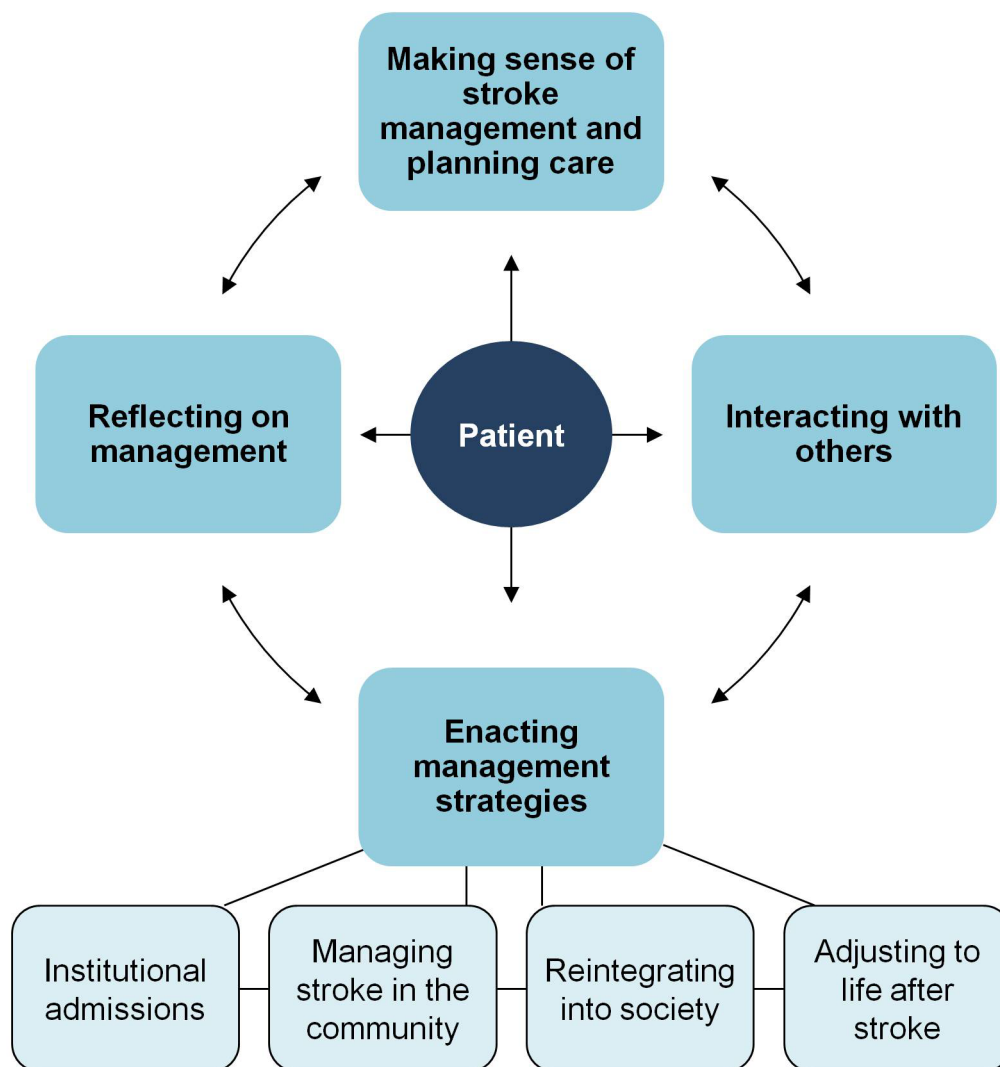 Making sense of
stroke
management and
planning care
Reflecting on
management
Patient
Interacting with
others
Enacting
management
strategies
Institutional
admissions
Managing
stroke in the
community
Reintegrating
into society
Adjusting to
life after
stroke